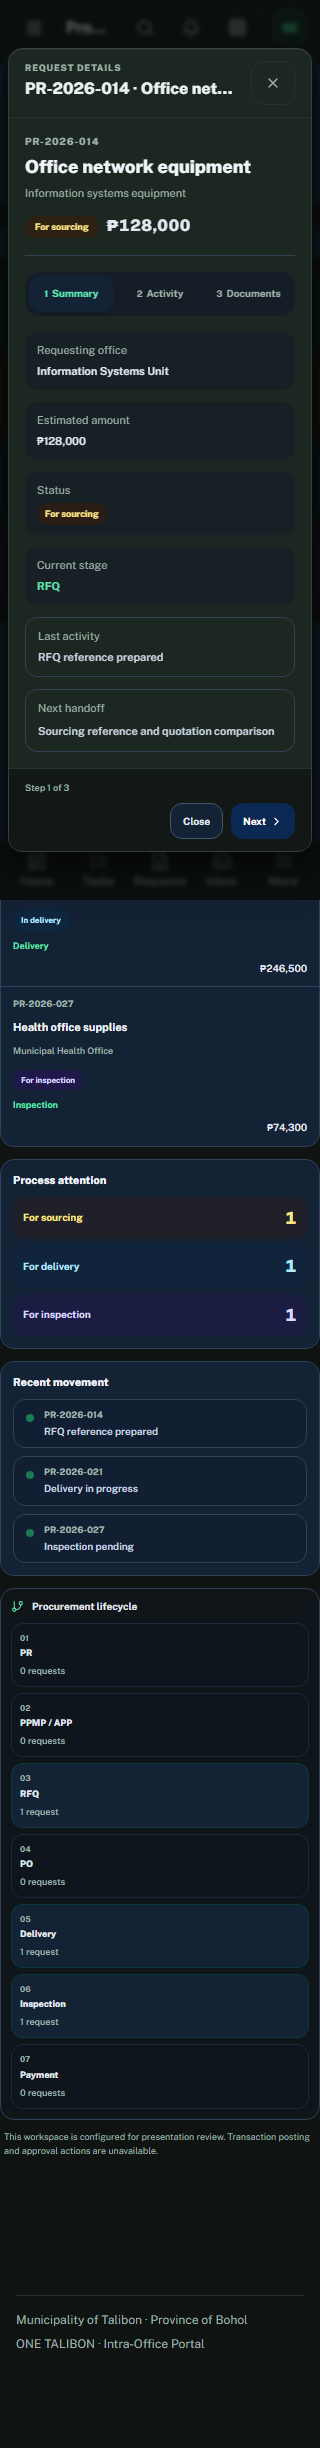 Pro...
REQUEST DETAILS
PR-2026-014 · Office net...
PR-2026-014
Office network equipment
Information systems equipment
For sourcing
₱128,000
1 Summary
2 Activity
3 Documents
Requesting office
Information Systems Unit
Estimated amount
₱128,000
Status
For sourcing
Current stage
RFQ
Last activity
RFQ reference prepared
Next handoff
Sourcing reference and quotation comparison
Step 1 of 3
Close
Next
Home
Tasks
Requests
Inbox
More
In delivery
Delivery
₱246,500
PR-2026-027
Health office supplies
Municipal Health Office
For inspection
Inspection
₱74,300
Process attention
For sourcing
1
For delivery
1
For inspection
1
Recent movement
PR-2026-014
RFQ reference prepared
PR-2026-021
Delivery in progress
PR-2026-027
Inspection pending
Procurement lifecycle
01
PR
0 requests
02
PPMP / APP
0 requests
03
RFQ
1 request
04
PO
0 requests
05
Delivery
1 request
06
Inspection
1 request
07
Payment
0 requests
This workspace is configured for presentation review. Transaction posting
and approval actions are unavailable.
Municipality of Talibon · Province of Bohol
ONE TALIBON · Intra-Office Portal